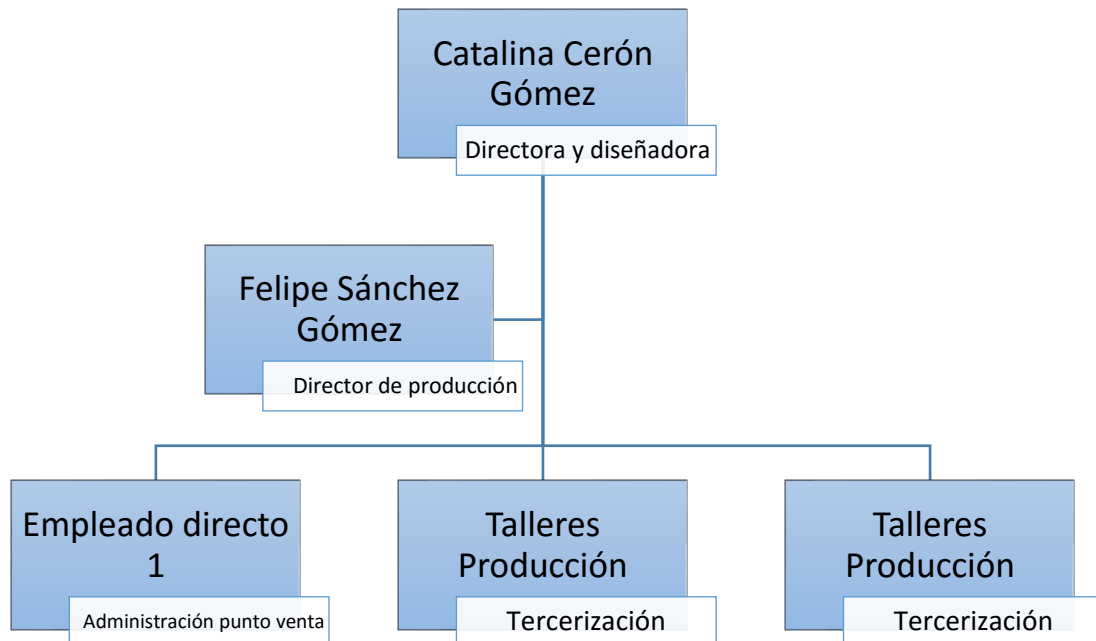 Catalina Cerón
Gómez
Directora y diseñadora
Felipe Sánchez
Gómez
Director de producción
Empleado directo
1
Administración punto venta
Talleres
Producción
Tercerización
Talleres
Producción
Tercerización